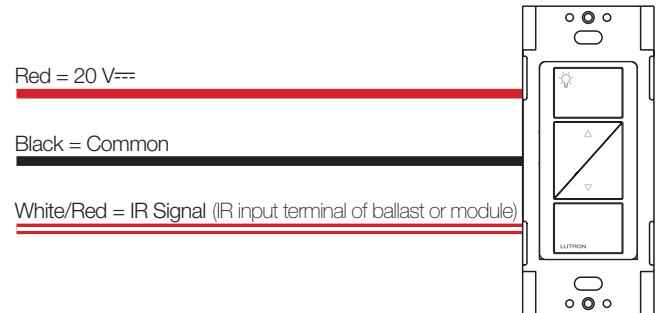 Red = 20 V⎓
Black = Common
White/Red = IR Signal (IR input terminal of ballast or module)
LUTRON